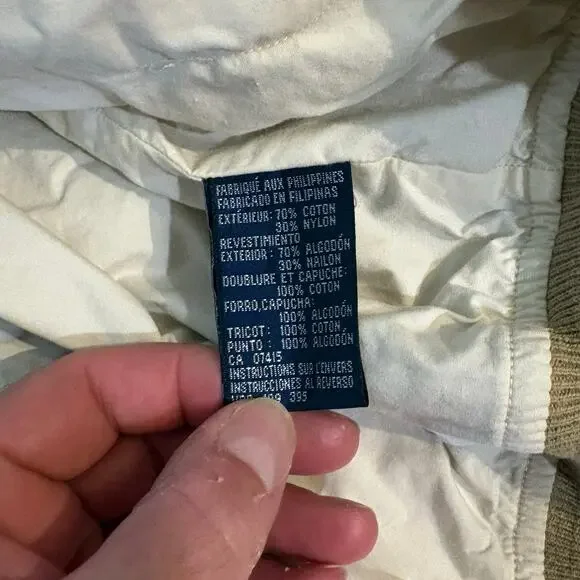 FABRIQUÉ AUX PHILIPPINES
FABRICADO EN FILIPINAS
EXTÉRIEUR: 70% COTON
30% NYLON
REVESTIMIENTO
EXTERIOR: 70% ALGODÓN
30% NAILON
DOUBLURE ET CAPUCHE:
100% COTON
FORRO,CAPUCHA:
100% ALGODÓN
TRICOT: 100% COTON
PUNTO : 100% ALGODÓN
CA 07415
INSTRUCTIONS SUR L'ENVERS
INSTRUCCIONES AL REVERSO
395